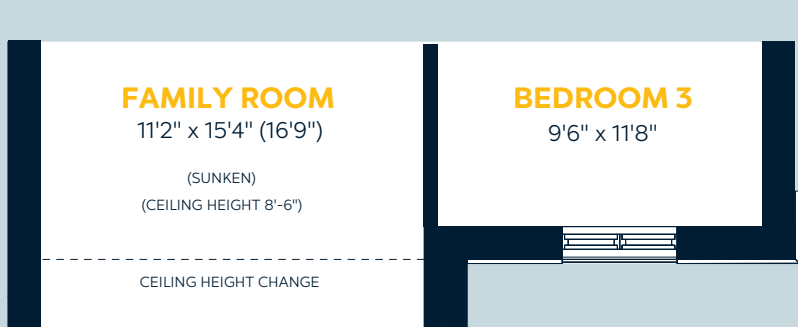 FAMILY ROOM
11'2" x 15'4" (16'9")
(SUNKEN)
(CEILING HEIGHT 8'-6")
CEILING HEIGHT CHANGE
BEDROOM 3
9'6" x 11'8"